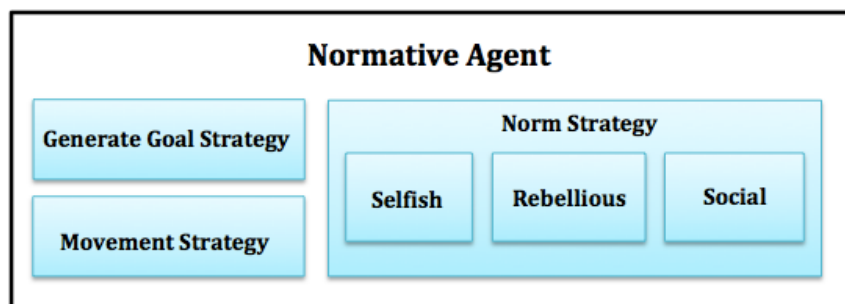 Normative Agent
Generate Goal Strategy
Movement Strategy
Norm Strategy
Selfish
Rebellious
Social